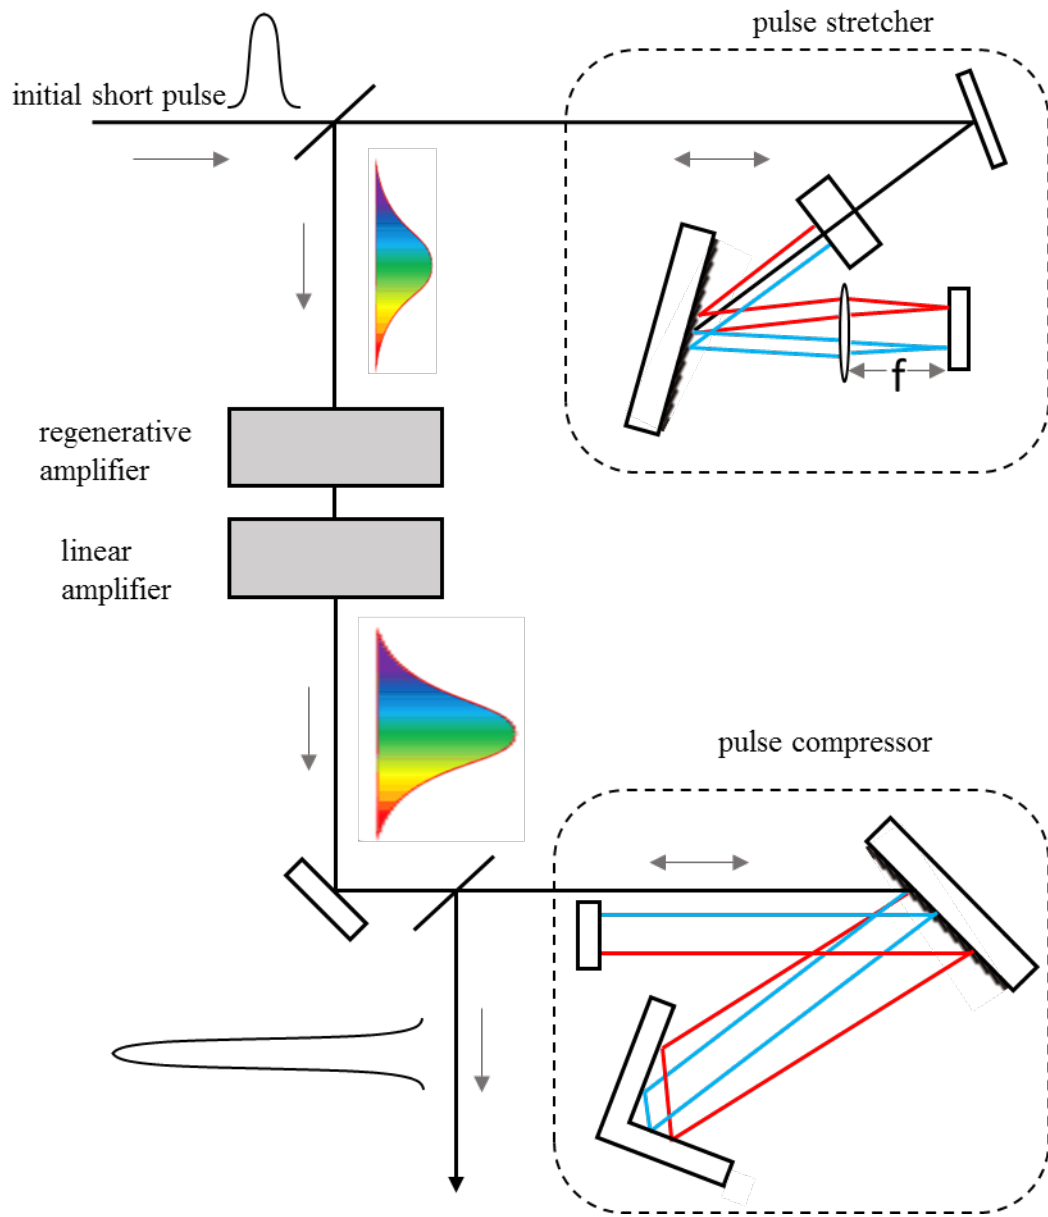 pulse stretcher
initial short pulse
f
regenerative
amplifier
linear
amplifier
pulse compressor